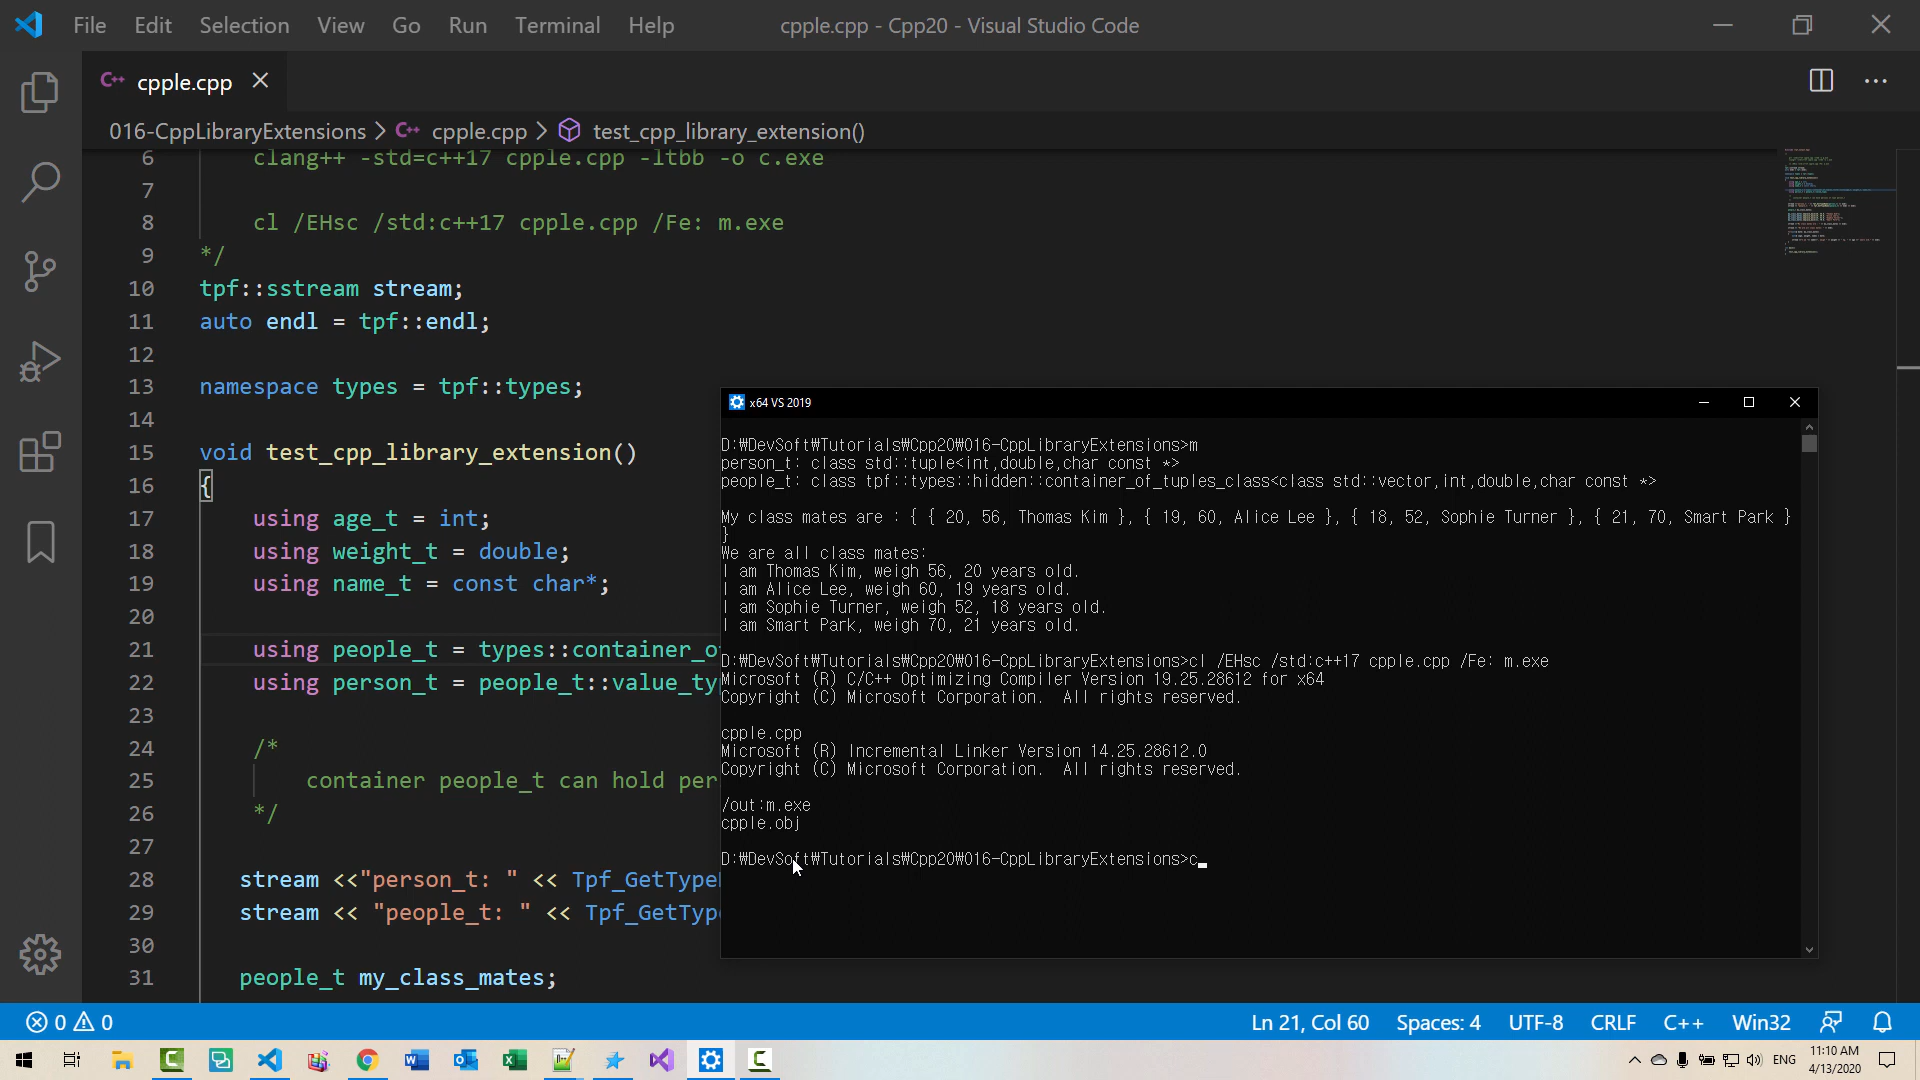 File Edit Selection View Go Run Terminal Help cpple.cpp - Cpp20 - Visual Studio Code
C++ cpple.cpp
016-CppLibraryExtensions > C++ cpple.cpp > test_cpp_library_extension()
6 clang++ -std=c++17 cpple.cpp -ltbb -o c.exe
7
8 cl /EHsc /std:c++17 cpple.cpp /Fe: m.exe
9 */
10 tpf::sstream stream;
11 auto endl = tpf::endl;
12
13 namespace types = tpf::types;
14
15 void test_cpp_library_extension()
16 {
17 using age_t = int;
18 using weight_t = double;
19 using name_t = const char*;
20
21 using people_t = types::container_o
22 using person_t = people_t::value_ty
23
24 /*
25 container people_t can hold per
26 */
27
28 stream <<"person_t: " << Tpf_GetType
29 stream << "people_t: " << Tpf_GetTyp
30
31 people_t my_class_mates;
x64 VS 2019
D:₩DevSoft₩Tutorials₩Cpp20₩016-CppLibraryExtensions>m
person_t: class std::tuple<int,double,char const *>
people_t: class tpf::types::hidden::container_of_tuples_class<class std::vector,int,double,char const *>
My class mates are : { { 20, 56, Thomas Kim }, { 19, 60, Alice Lee }, { 18, 52, Sophie Turner }, { 21, 70, Smart Park }
}
We are all class mates:
I am Thomas Kim, weigh 56, 20 years old.
I am Alice Lee, weigh 60, 19 years old.
I am Sophie Turner, weigh 52, 18 years old.
I am Smart Park, weigh 70, 21 years old.
D:₩DevSoft₩Tutorials₩Cpp20₩016-CppLibraryExtensions>cl /EHsc /std:c++17 cpple.cpp /Fe: m.exe
Microsoft (R) C/C++ Optimizing Compiler Version 19.25.28612 for x64
Copyright (C) Microsoft Corporation.  All rights reserved.
cpple.cpp
Microsoft (R) Incremental Linker Version 14.25.28612.0
Copyright (C) Microsoft Corporation.  All rights reserved.
/out:m.exe
cpple.obj
D:₩DevSoft₩Tutorials₩Cpp20₩016-CppLibraryExtensions>c
0 0 Ln 21, Col 60 Spaces: 4 UTF-8 CRLF C++ Win32
ENG 11:10 AM
4/13/2020